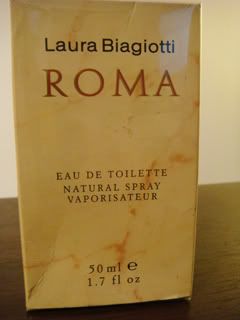 Laura Biagiotti
ROMA
EAU DE TOILETTE
NATURAL SPRAY
VAPORISATEUR
50 ml ℮
1.7 fl oz